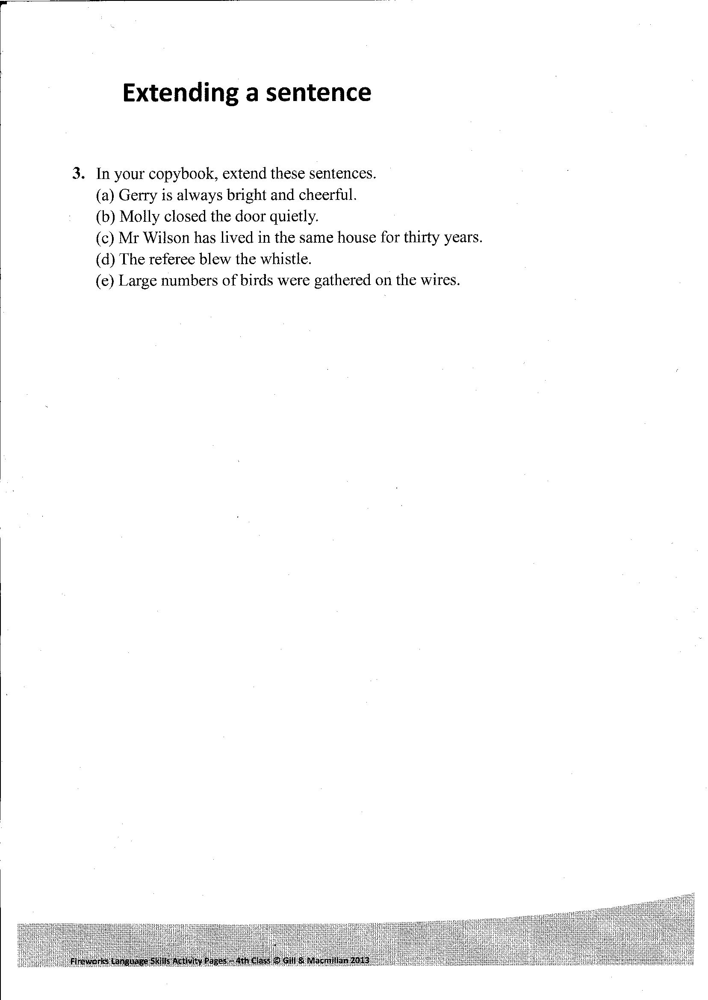 Extending a sentence
3. In your copybook, extend these sentences.
(a) Gerry is always bright and cheerful.
(b) Molly closed the door quietly.
(c) Mr Wilson has lived in the same house for thirty years.
(d) The referee blew the whistle.
(e) Large numbers of birds were gathered on the wires.
Fireworks Language Skills Activity Pages – 4th Class © Gill & Macmillan 2013